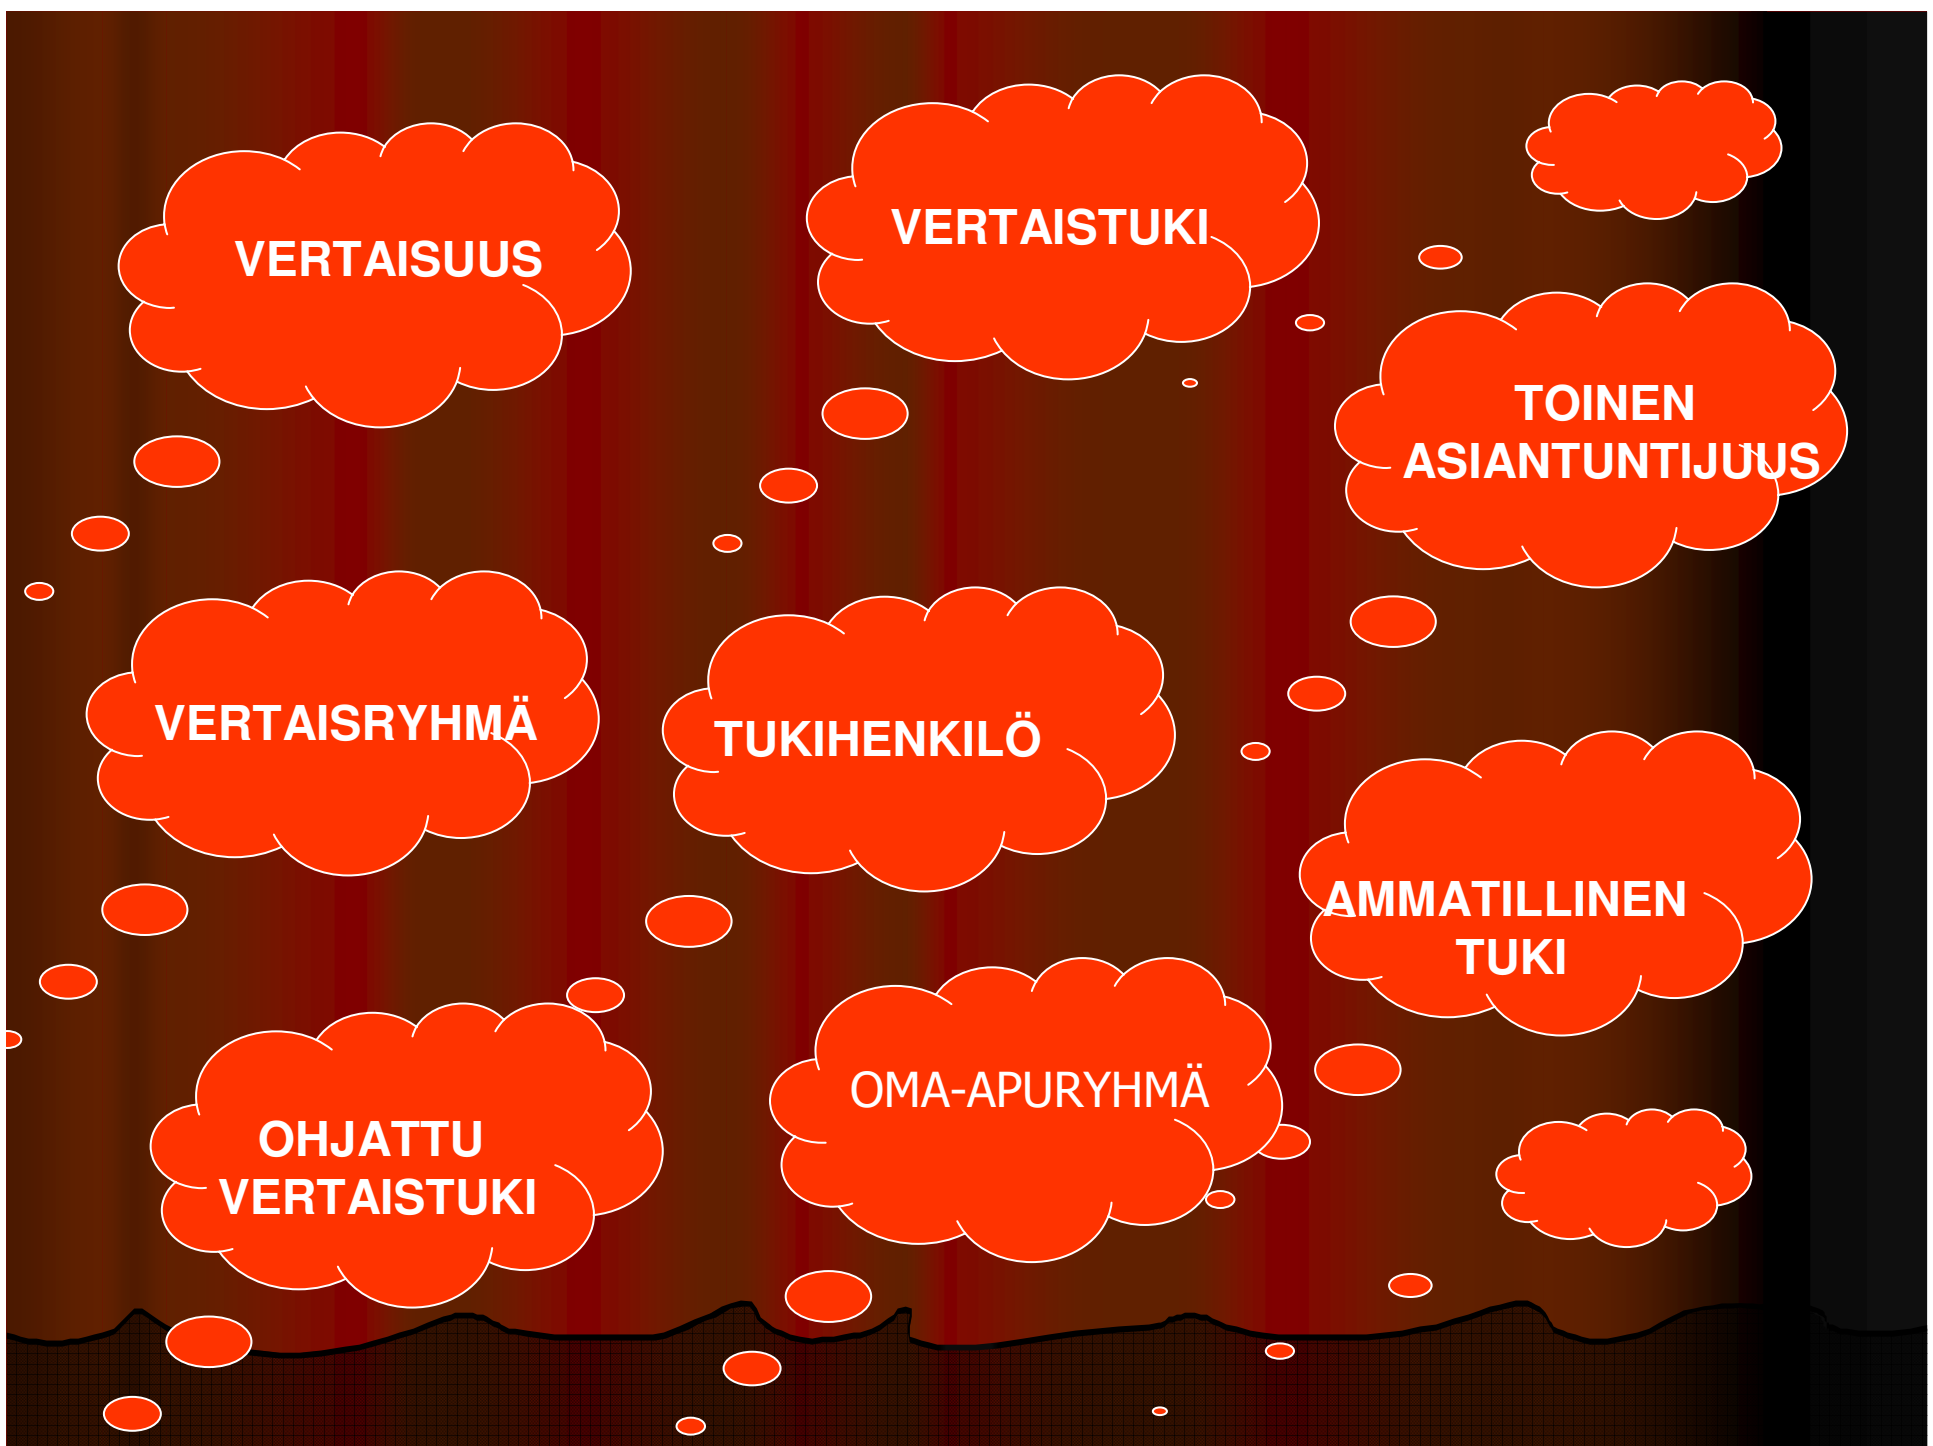 VERTAISUUS
VERTAISTUKI
TOINEN
ASIANTUNTIJUUS
VERTAISRYHMÄ
TUKIHENKILÖ
AMMATILLINEN
TUKI
OHJATTU
VERTAISTUKI
OMA-APURYHMÄ